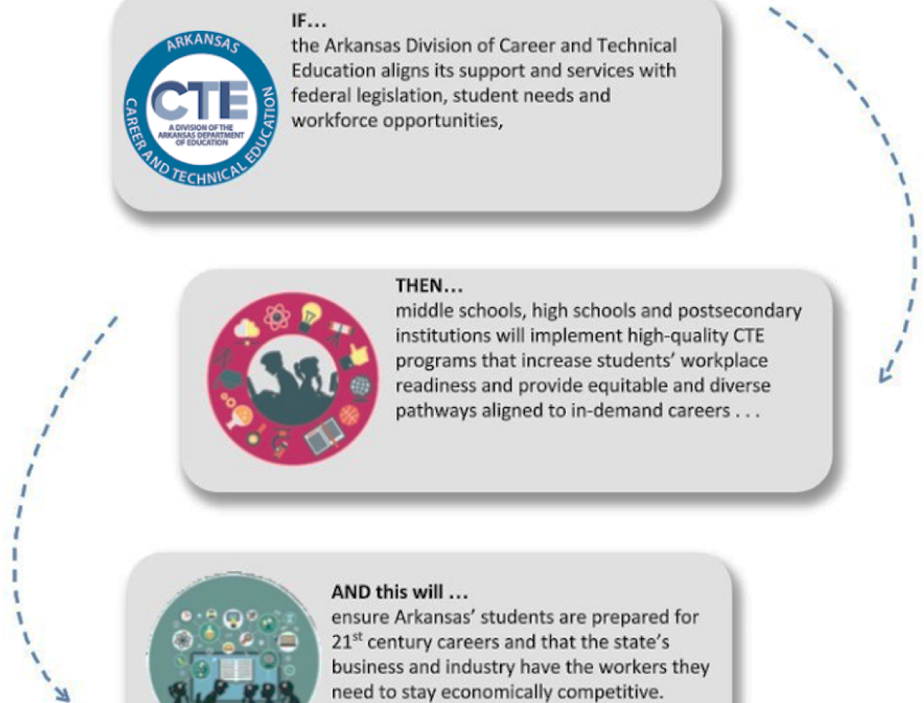 IF...
the Arkansas Division of Career and Technical
Education aligns its support and services with
federal legislation, student needs and
workforce opportunities,
ARKANSAS
CTE
A DIVISION OF THE
ARKANSAS DEPARTMENT
OF EDUCATION
CAREER AND TECHNICAL EDUCATION
THEN...
middle schools, high schools and postsecondary
institutions will implement high-quality CTE
programs that increase students' workplace
readiness and provide equitable and diverse
pathways aligned to in-demand careers . . .
AND this will ...
ensure Arkansas' students are prepared for
21st century careers and that the state's
business and industry have the workers they
need to stay economically competitive.